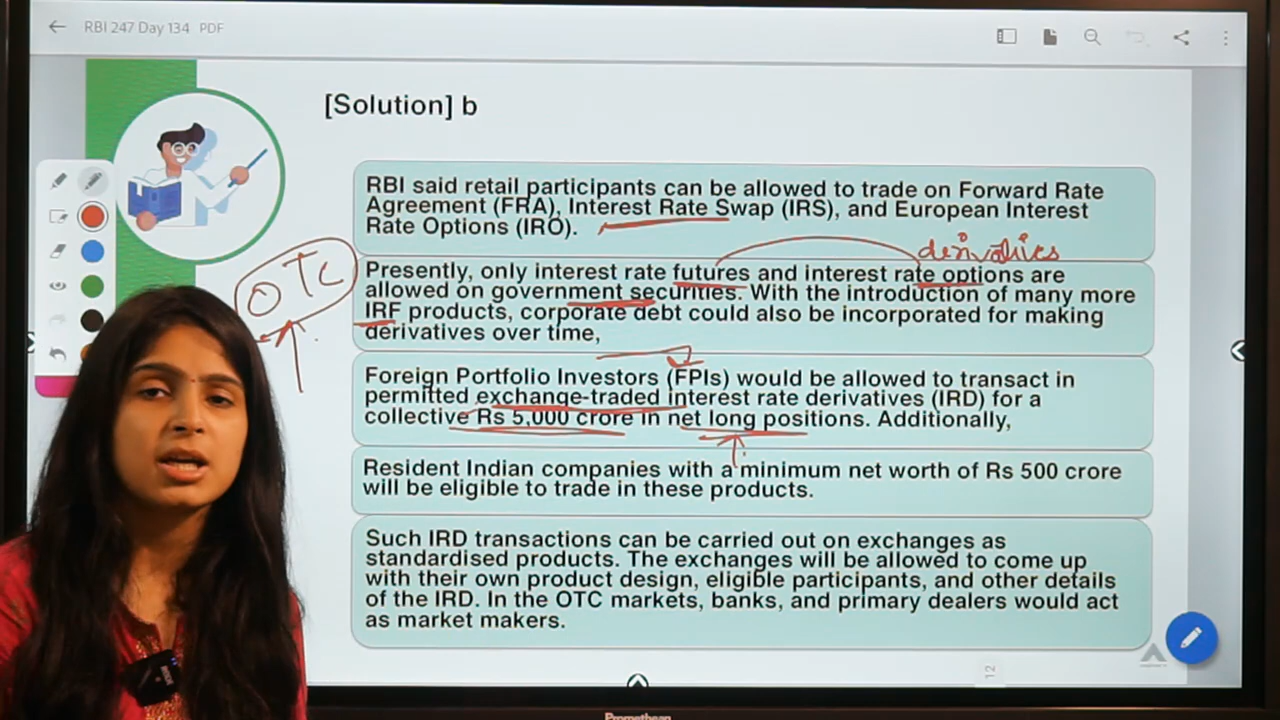 RBI 247 Day 134 PDF
[Solution] b
RBI said retail participants can be allowed to trade on Forward Rate
Agreement (FRA), Interest Rate Swap (IRS), and European Interest
Rate Options (IRO).
derivatives
OTC
Presently, only interest rate futures and interest rate options are
allowed on government securities. With the introduction of many more
IRF products, corporate debt could also be incorporated for making
derivatives over time,
Foreign Portfolio Investors (FPIs) would be allowed to transact in
permitted exchange-traded interest rate derivatives (IRD) for a
collective Rs 5,000 crore in net long positions. Additionally,
Resident Indian companies with a minimum net worth of Rs 500 crore
will be eligible to trade in these products.
Such IRD transactions can be carried out on exchanges as
standardised products. The exchanges will be allowed to come up
with their own product design, eligible participants, and other details
of the IRD. In the OTC markets, banks, and primary dealers would act
as market makers.
12
Promethean